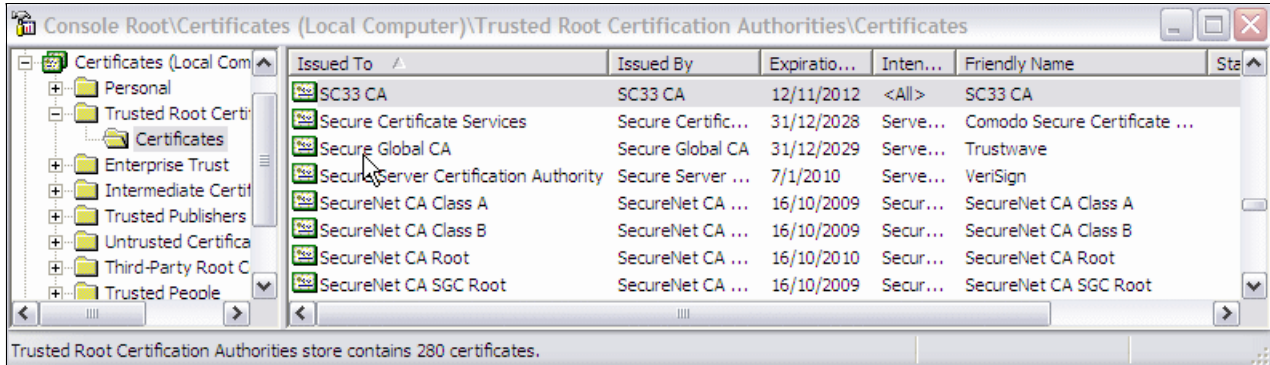 Console Root\Certificates (Local Computer)\Trusted Root Certification Authorities\Certificates
Certificates (Local Com
Personal
Trusted Root Certi
Certificates
Enterprise Trust
Intermediate Certif
Trusted Publishers
Untrusted Certifica
Third-Party Root C
Trusted People
Issued To Issued By Expiratio... Inten... Friendly Name Sta
SC33 CA SC33 CA 12/11/2012 <All> SC33 CA
Secure Certificate Services Secure Certific... 31/12/2028 Serve... Comodo Secure Certificate ...
Secure Global CA Secure Global CA 31/12/2029 Serve... Trustwave
Secure Server Certification Authority Secure Server ... 7/1/2010 Serve... VeriSign
SecureNet CA Class A SecureNet CA ... 16/10/2009 Secur... SecureNet CA Class A
SecureNet CA Class B SecureNet CA ... 16/10/2009 Secur... SecureNet CA Class B
SecureNet CA Root SecureNet CA ... 16/10/2010 Secur... SecureNet CA Root
SecureNet CA SGC Root SecureNet CA ... 16/10/2009 Secur... SecureNet CA SGC Root
Trusted Root Certification Authorities store contains 280 certificates.